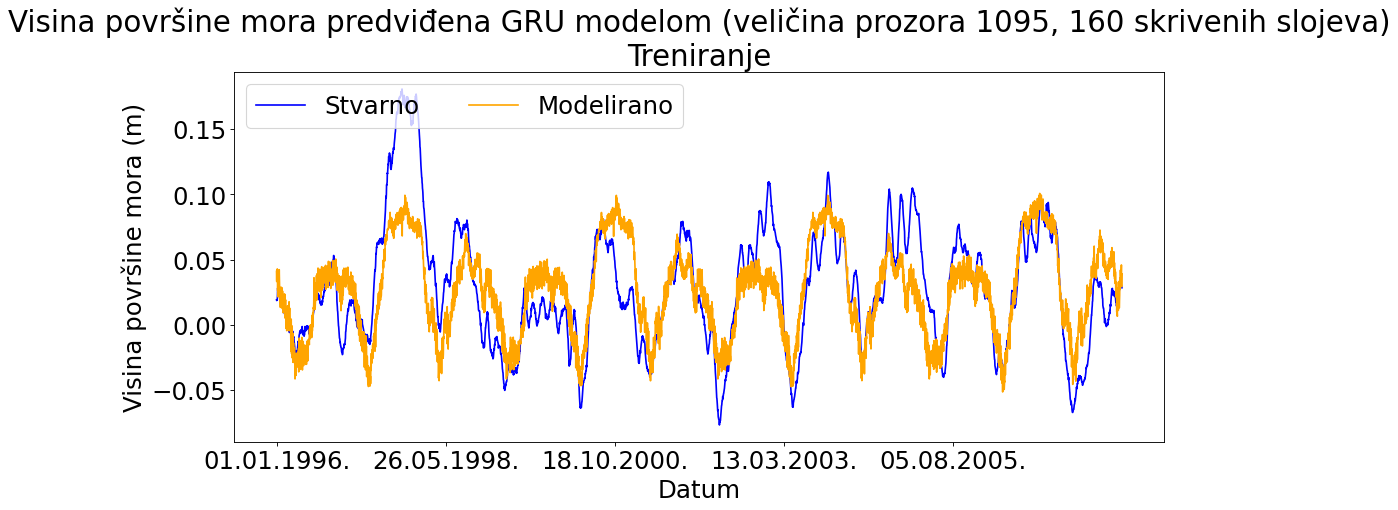 Visina površine mora predviđena GRU modelom (veličina prozora 1095, 160 skrivenih slojeva)
Treniranje
Stvarno
Modelirano
Visina površine mora (m)
0.15
0.10
0.05
0.00
−0.05
01.01.1996.
26.05.1998.
18.10.2000.
13.03.2003.
05.08.2005.
Datum